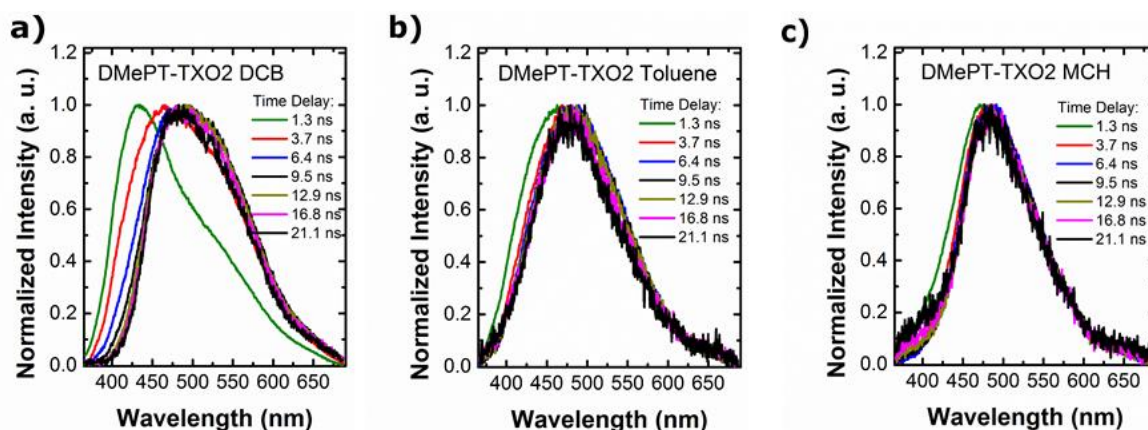 a)
DMePT-TXO2 DCB
Time Delay:
1.3 ns
3.7 ns
6.4 ns
9.5 ns
12.9 ns
16.8 ns
21.1 ns
Normalized Intensity (a. u.)
1.2
1.0
0.8
0.6
0.4
0.2
0.0
400 450 500 550 600 650
Wavelength (nm)
b)
DMePT-TXO2 Toluene
Time Delay:
1.3 ns
3.7 ns
6.4 ns
9.5 ns
12.9 ns
16.8 ns
21.1 ns
Normalized Intensity (a. u.)
1.2
1.0
0.8
0.6
0.4
0.2
0.0
400 450 500 550 600 650
Wavelength (nm)
c)
DMePT-TXO2 MCH
Time Delay:
1.3 ns
3.7 ns
6.4 ns
9.5 ns
12.9 ns
16.8 ns
21.1 ns
Normalized Intensity (a. u.)
1.2
1.0
0.8
0.6
0.4
0.2
0.0
400 450 500 550 600 650
Wavelength (nm)